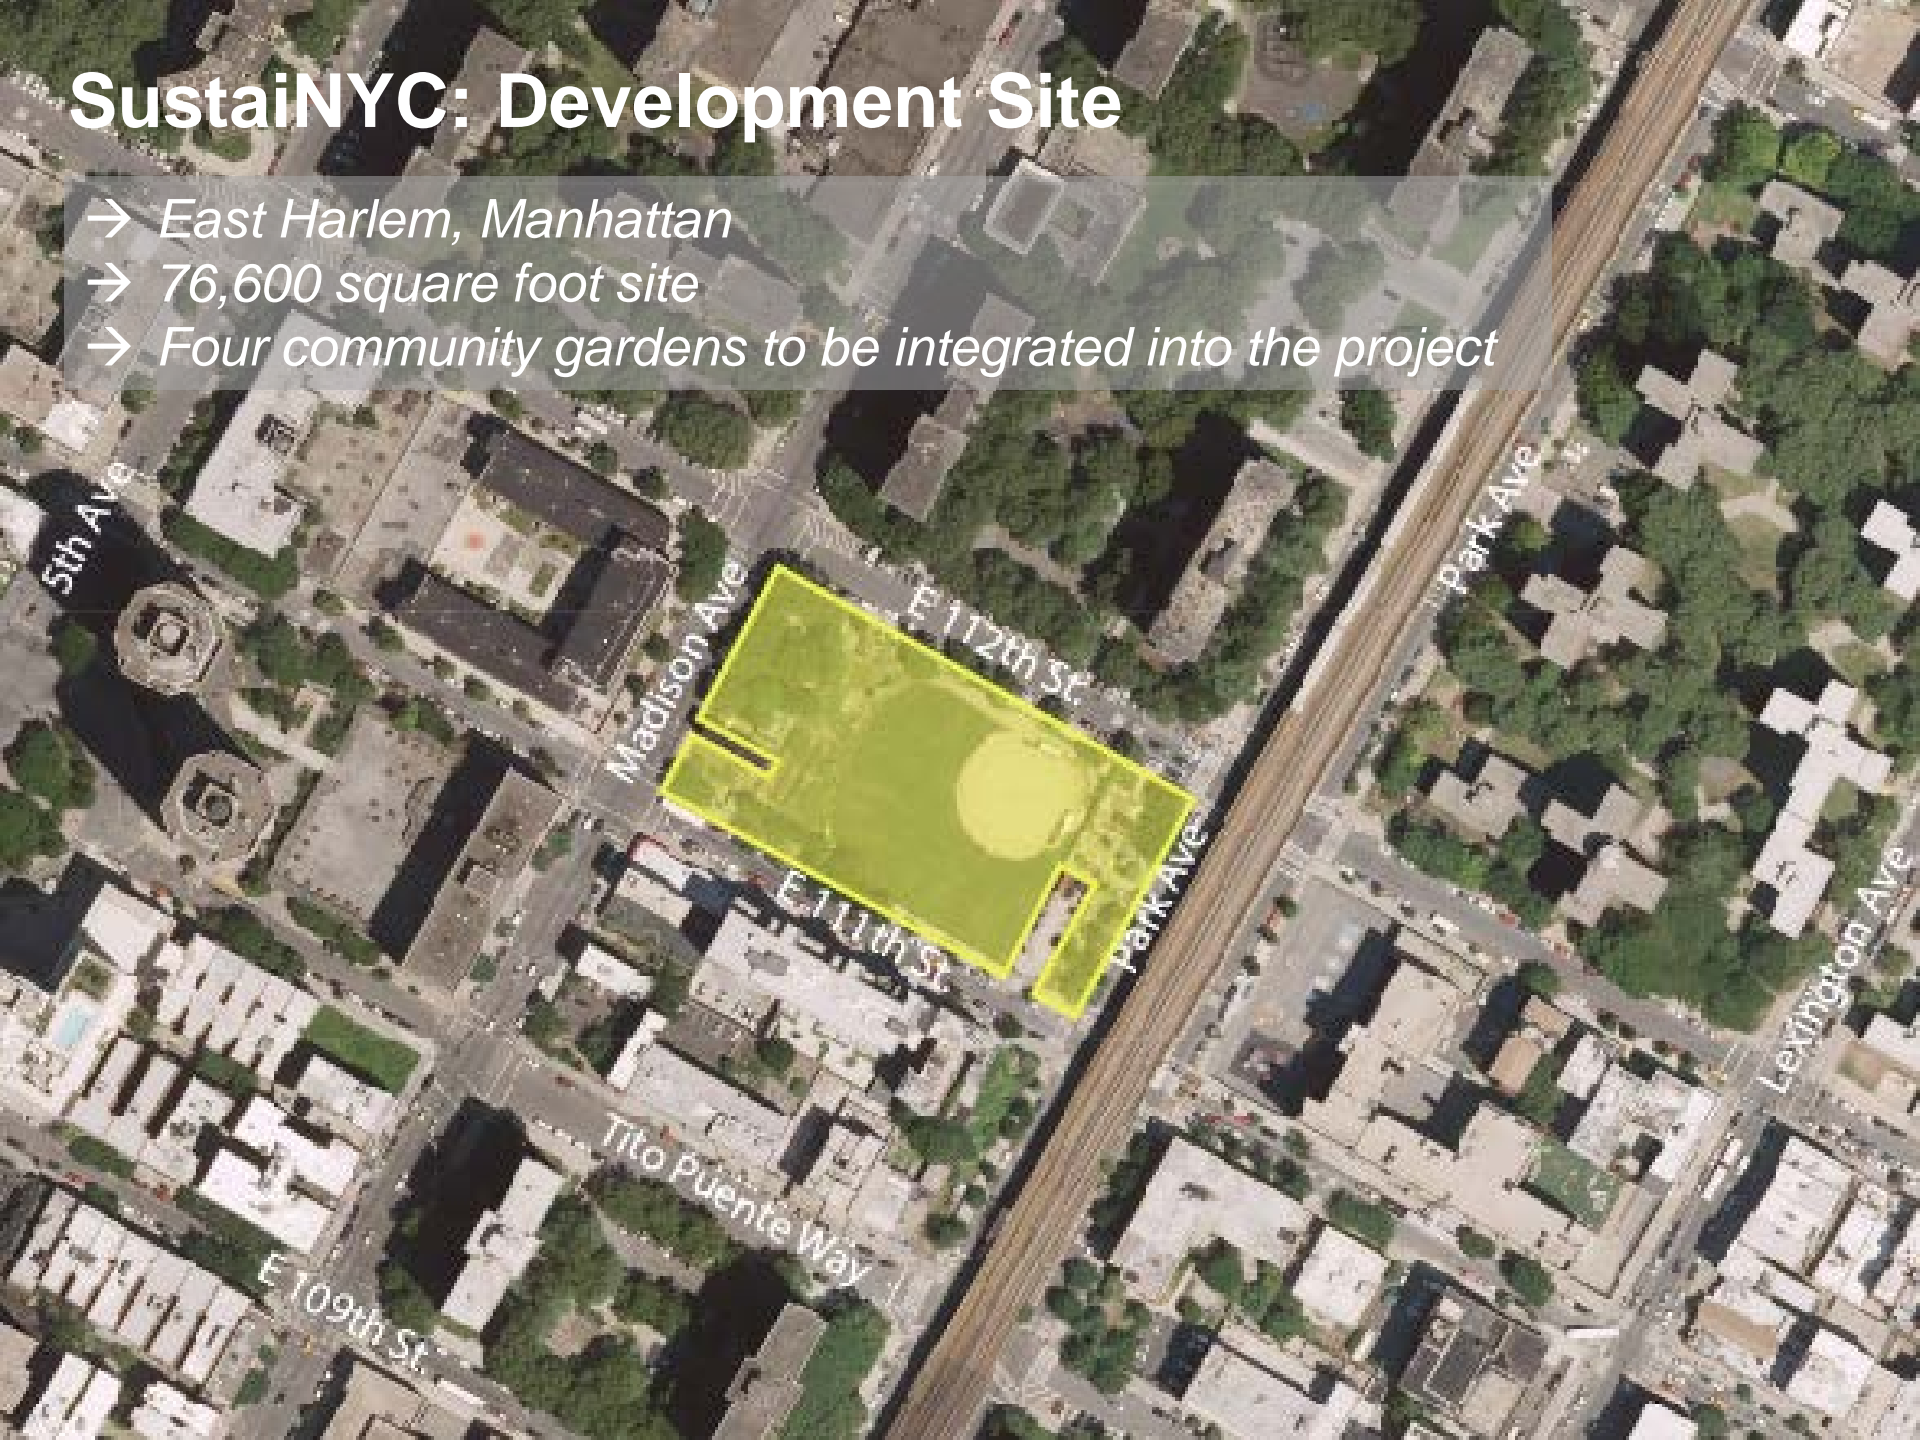 SustaiNYC: Development Site
→ East Harlem, Manhattan
→ 76,600 square foot site
→ Four community gardens to be integrated into the project
5th Ave
Park Ave
Madison Ave
E 112th St.
E 111th St.
Park Ave
Lexington Ave
Tito Puente Way
E 109th St.